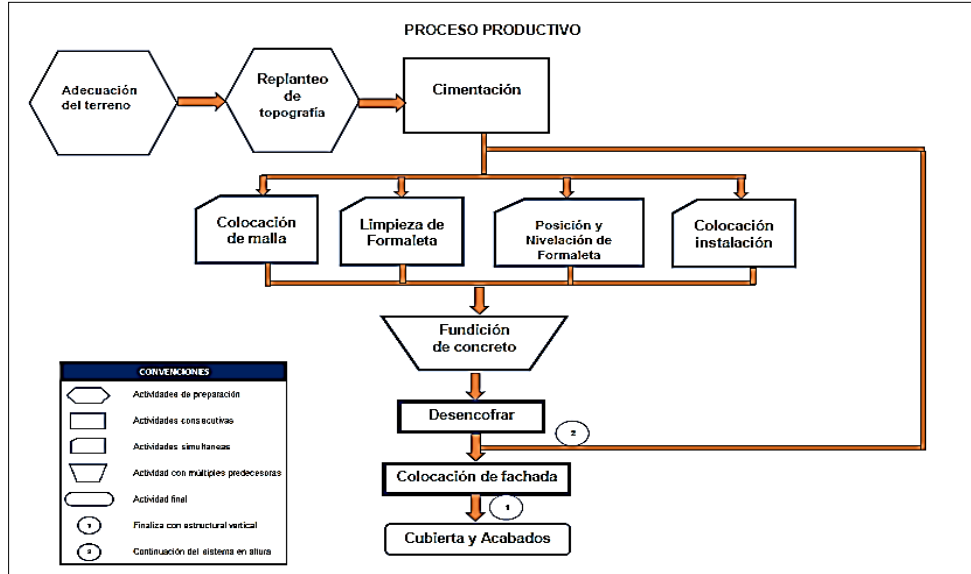 PROCESO PRODUCTIVO
Adecuación
del terreno
Replanteo
de
topografía
Cimentación
Colocación
de malla
Limpieza de
Formaleta
Posición y
Nivelación de
Formaleta
Colocación
instalación
Fundición
de concreto
Desencofrar
2
Colocación de fachada
1
Cubierta y Acabados
CONVENCIONES
Actividades de preparación
Actividades consecutivas
Actividades simultaneas
Actividad con múltiples predecesoras
Actividad final
1 Finaliza con estructural vertical
2 Continuación del sistema en altura